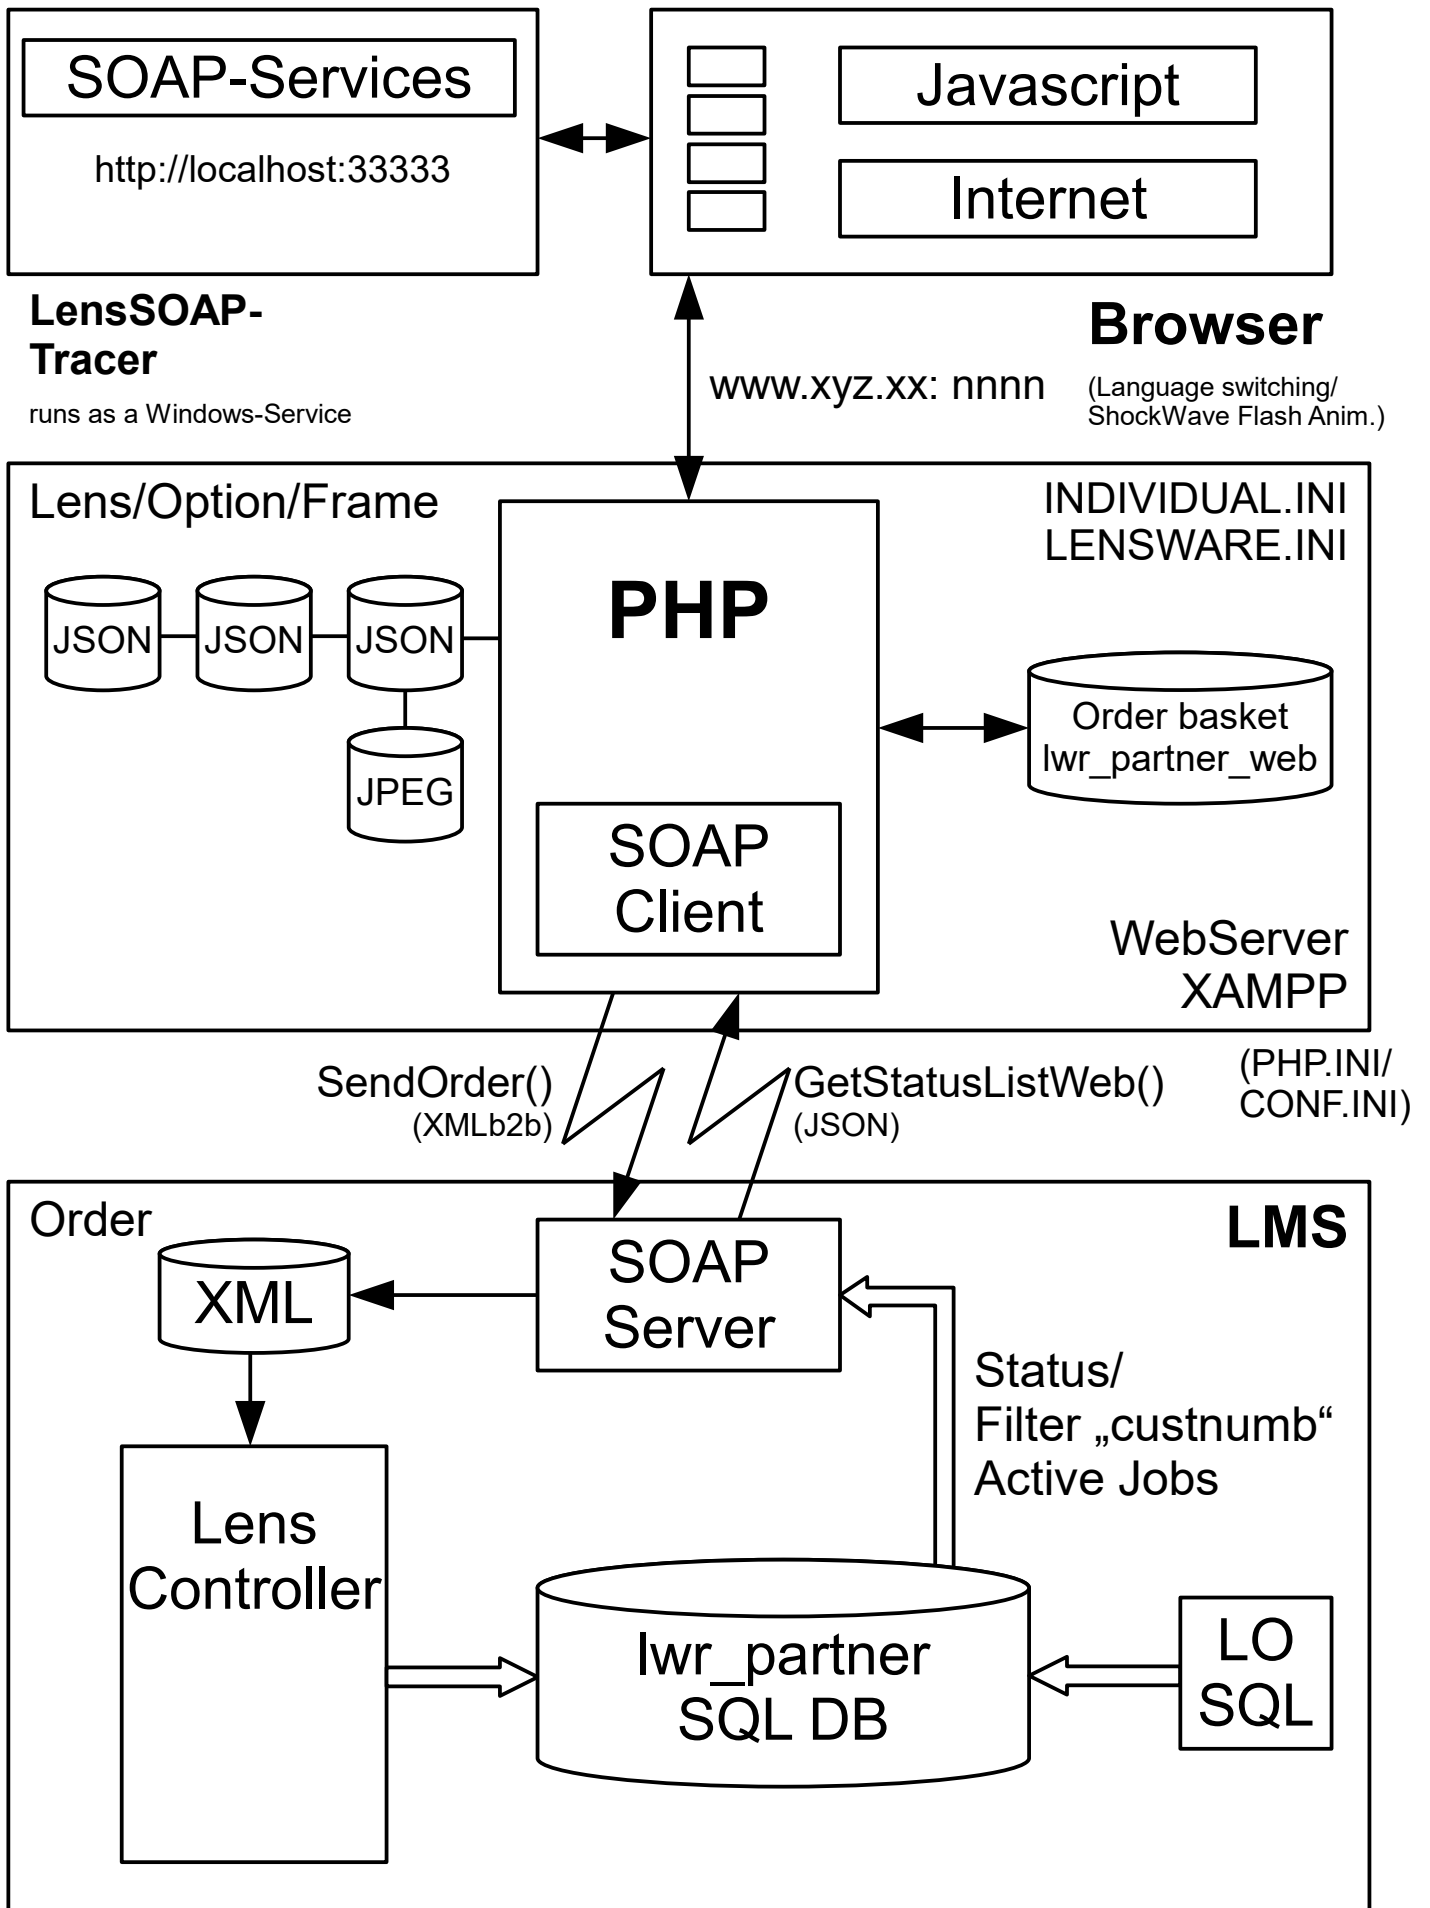 SOAP-Services
http://localhost:33333
Javascript
Internet
LensSOAP-
Tracer
runs as a Windows-Service
www.xyz.xx: nnnn
Browser
(Language switching/
ShockWave Flash Anim.)
Lens/Option/Frame
INDIVIDUAL.INI
LENSWARE.INI
PHP
JSON
JSON
JSON
JPEG
Order basket
lwr_partner_web
SOAP
Client
WebServer
XAMPP
SendOrder()
(XMLb2b)
GetStatusListWeb()
(JSON)
(PHP.INI/
CONF.INI)
Order
LMS
XML
SOAP
Server
Status/
Filter „custnumb“
Active Jobs
Lens
Controller
lwr_partner
SQL DB
LO
SQL